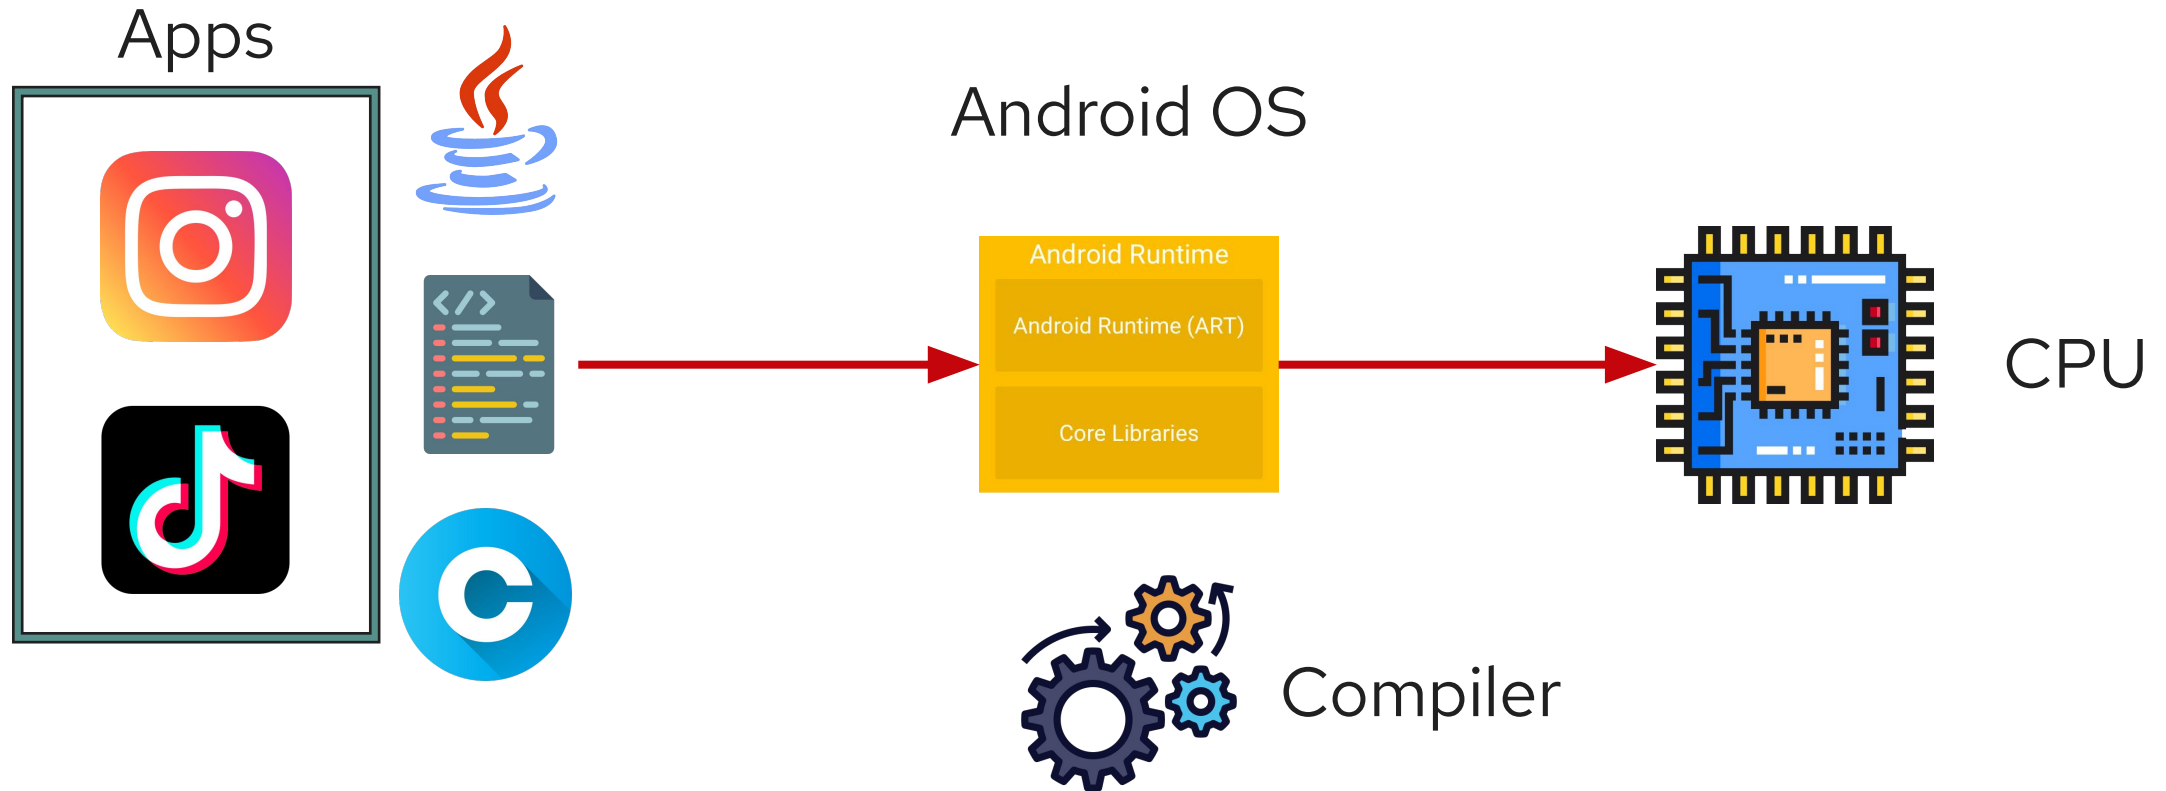 Apps
Android OS
Android Runtime
Android Runtime (ART)
Core Libraries
CPU
Compiler